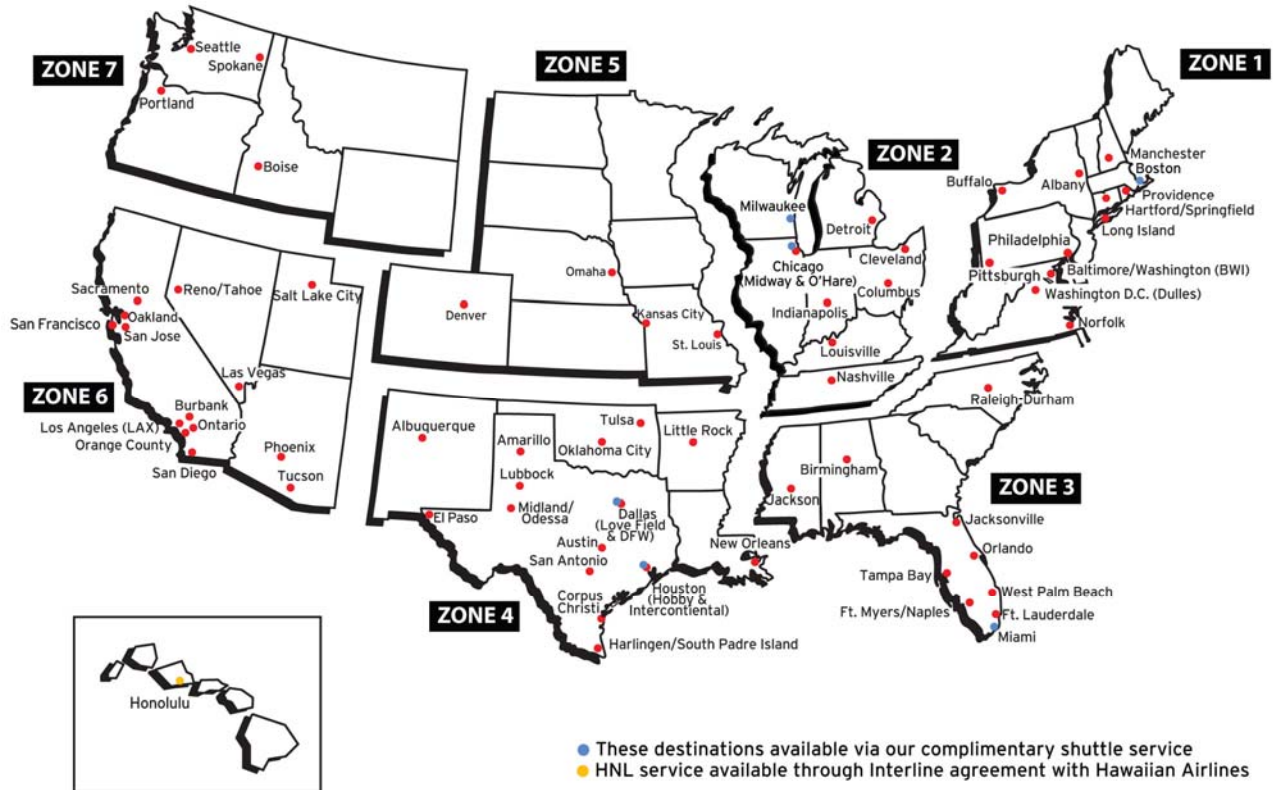 ZONE 7
Seattle
Spokane
Portland
Boise
ZONE 5
Omaha
Denver
Kansas City
St. Louis
ZONE 2
Milwaukee
Detroit
Chicago
(Midway & O'Hare)
Cleveland
Columbus
Indianapolis
Louisville
Nashville
ZONE 1
Manchester
Boston
Buffalo
Albany
Providence
Hartford/Springfield
Long Island
Philadelphia
Pittsburgh
Baltimore/Washington (BWI)
Washington D.C. (Dulles)
Norfolk
ZONE 6
Sacramento
Reno/Tahoe
Salt Lake City
San Francisco
Oakland
San Jose
Las Vegas
Burbank
Los Angeles (LAX)
Ontario
Orange County
San Diego
Phoenix
Tucson
ZONE 4
Albuquerque
Amarillo
Tulsa
Oklahoma City
Little Rock
Lubbock
Midland/
Odessa
El Paso
Dallas
(Love Field
& DFW)
Austin
San Antonio
New Orleans
Houston
(Hobby &
Intercontiental)
Corpus
Christi
Harlingen/South Padre Island
ZONE 3
Raleigh-Durham
Birmingham
Jackson
Jacksonville
Orlando
Tampa Bay
West Palm Beach
Ft. Myers/Naples
Ft. Lauderdale
Miami
Honolulu
These destinations available via our complimentary shuttle service
HNL service available through Interline agreement with Hawaiian Airlines